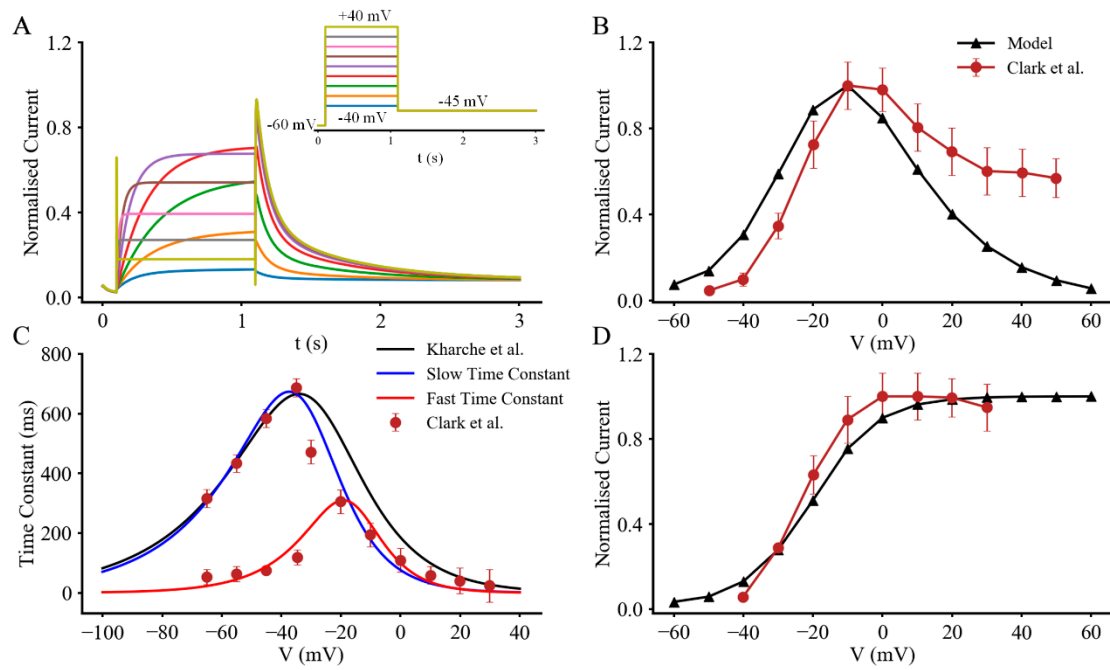 A
Normalised Current
1.2
0.8
0.4
0.0
0
1
2
3
t (s)
+40 mV
-60 mV
-40 mV
-45 mV
0
1
2
3
t (s)
B
Normalised Current
1.2
0.8
0.4
0.0
−60
−40
−20
0
20
40
60
V (mV)
Model
Clark et al.
C
Time Constant (ms)
800
600
400
200
0
−100
−80
−60
−40
−20
0
20
40
V (mV)
Kharche et al.
Slow Time Constant
Fast Time Constant
Clark et al.
D
Normalised Current
1.2
0.8
0.4
0.0
−60
−40
−20
0
20
40
60
V (mV)